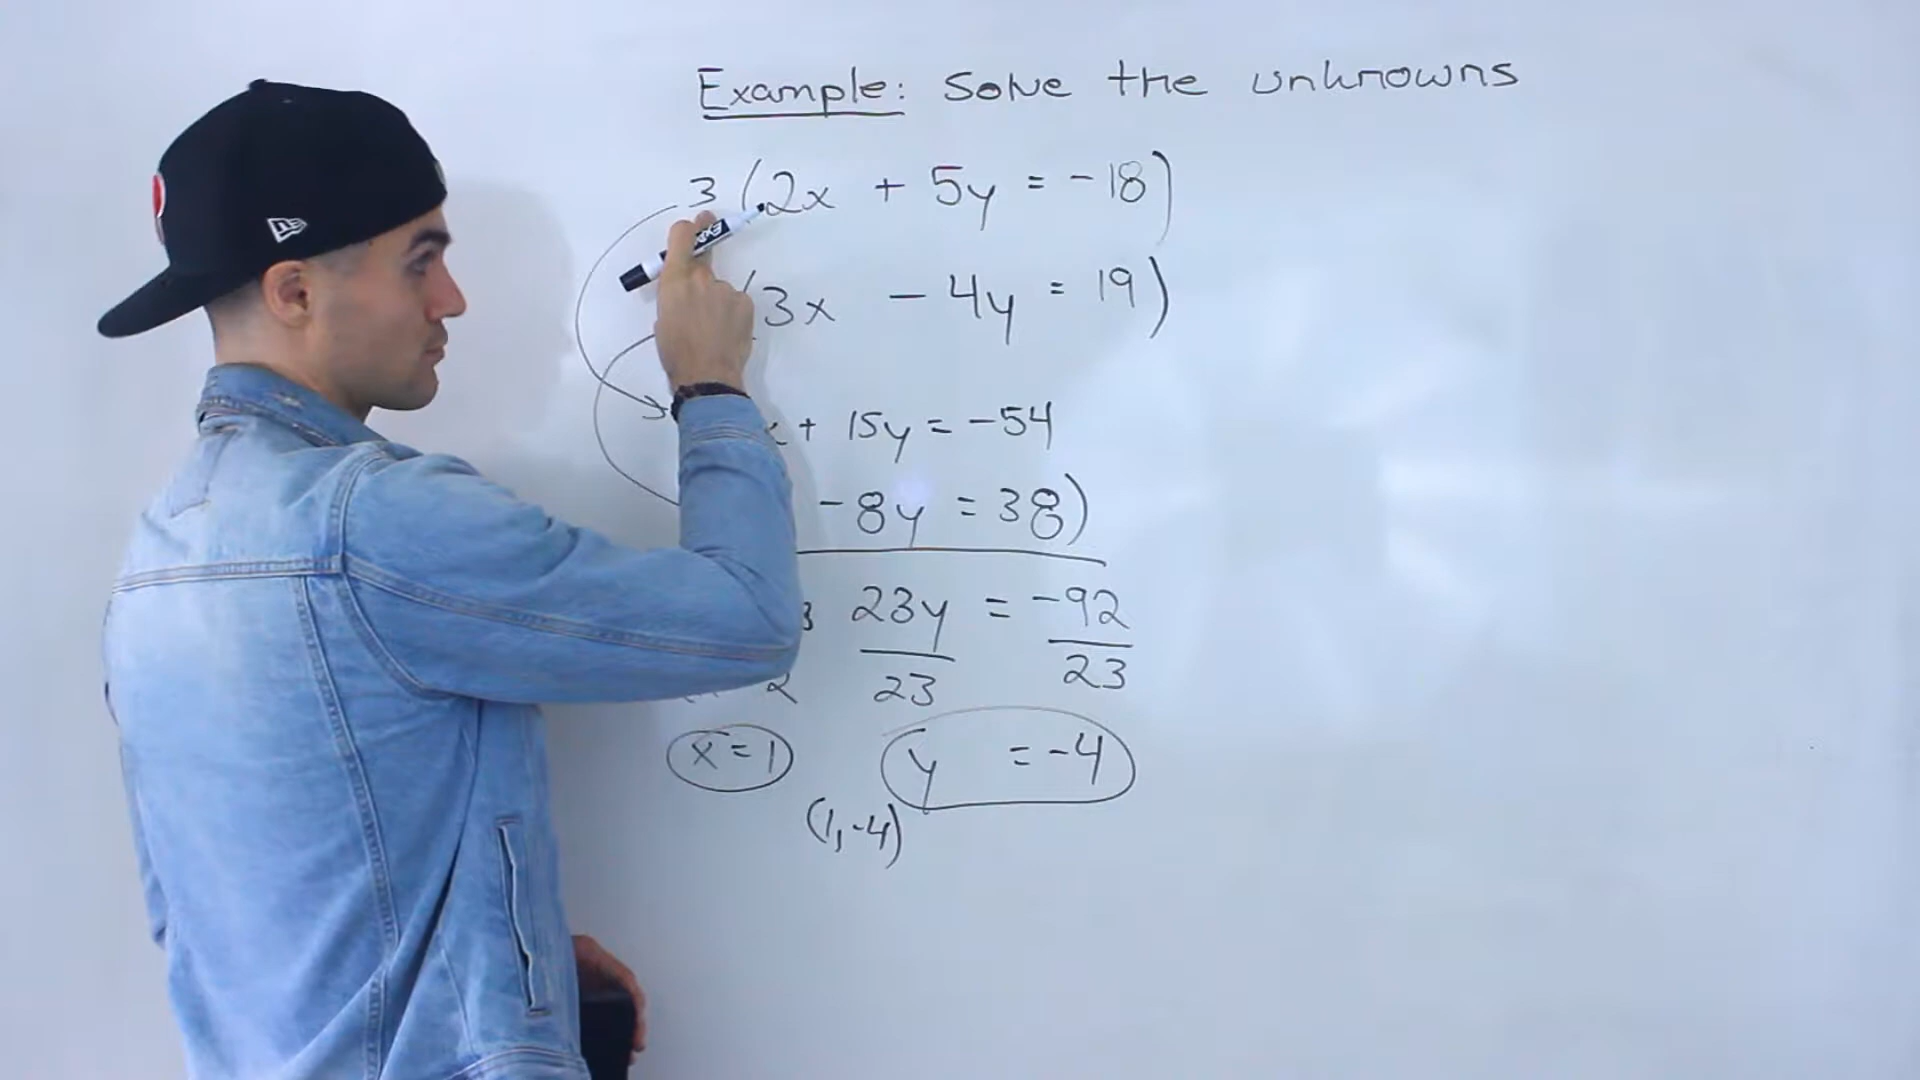 Example: Solve the unknowns
3 (2x + 5y = -18)
(3x - 4y = 19)
x + 15y = -54
-8y = 38)
23y = -92
23 23
x = 1 y = -4
(1, -4)
EXPO